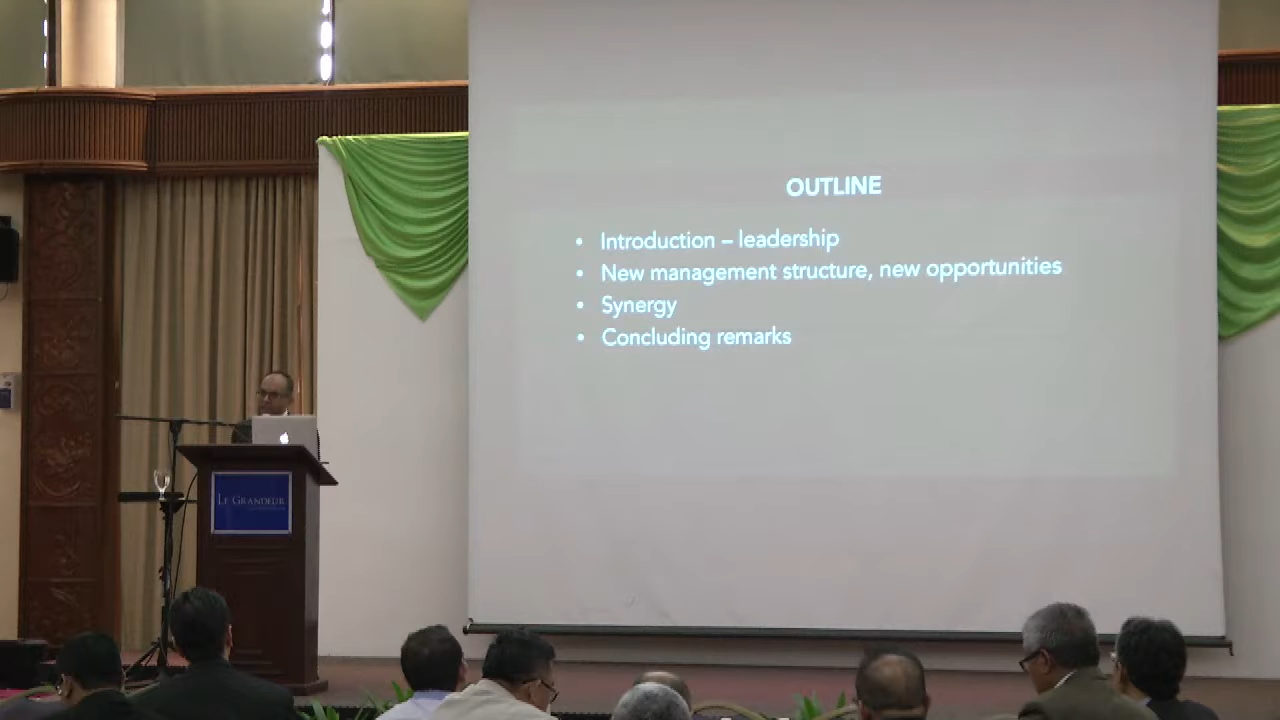 OUTLINE
• Introduction – leadership
• New management structure, new opportunities
• Synergy
• Concluding remarks
LE GRANDEUR